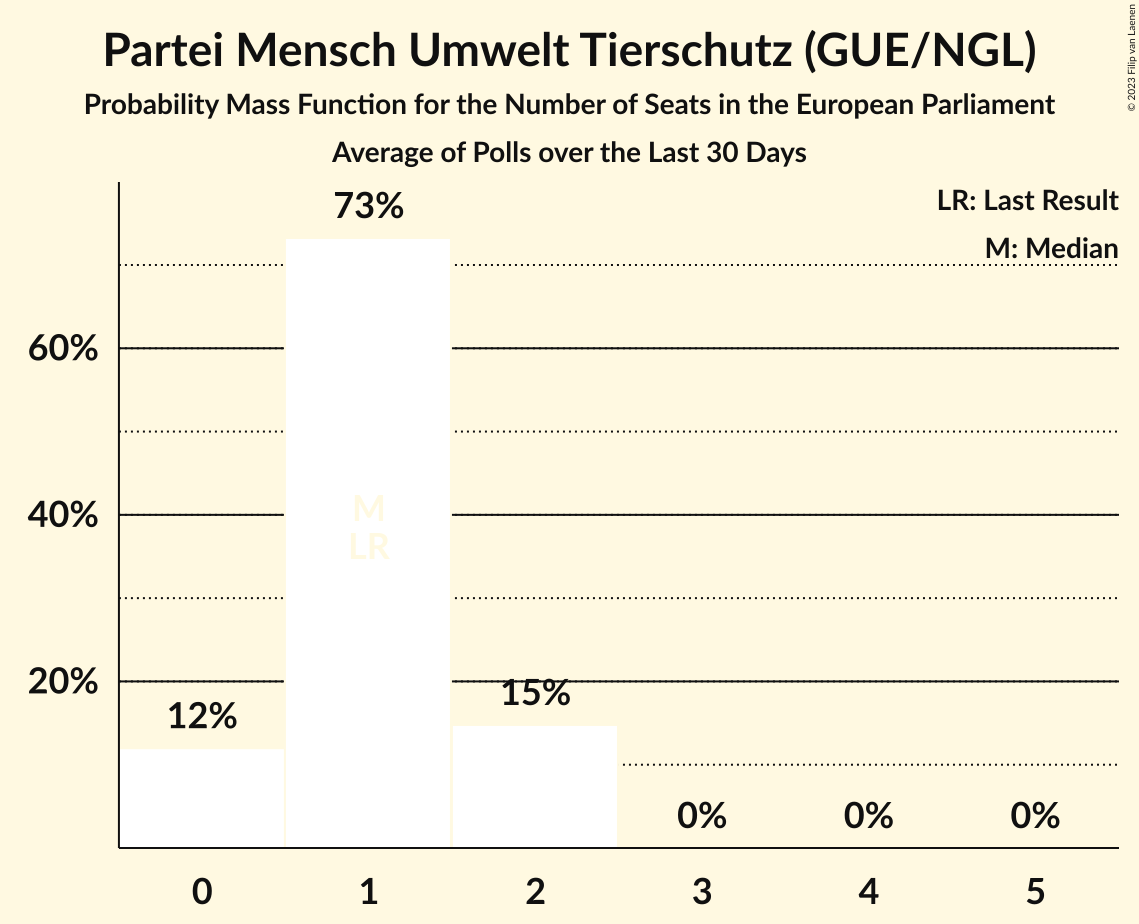 Partei Mensch Umwelt Tierschutz (GUE/NGL)
Probability Mass Function for the Number of Seats in the European Parliament
Average of Polls over the Last 30 Days
© 2023 Filip van Laenen
LR: Last Result
M: Median
73%
60%
M
40%
LR
20%
15%
12%
0% 0% 0%
0 1 2 3 4 5